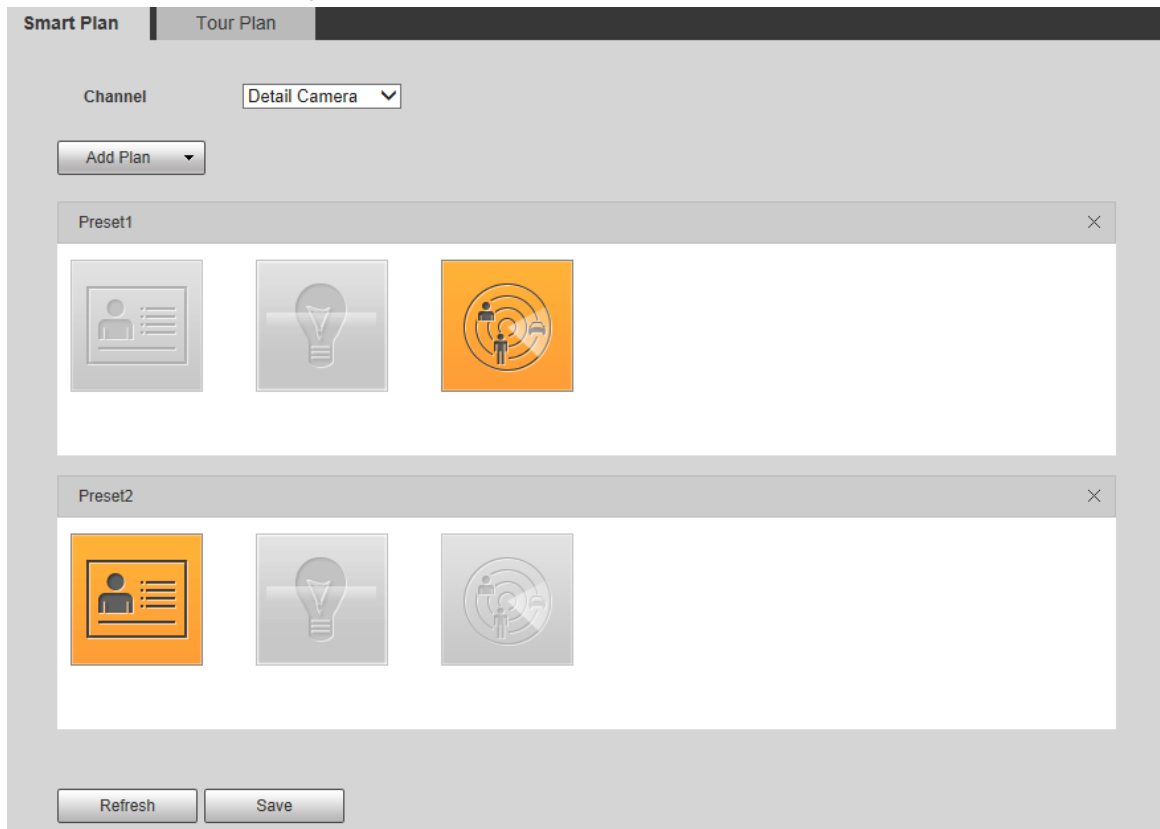 Smart Plan Tour Plan
Channel Detail Camera
Add Plan
Preset1
Preset2
Refresh Save